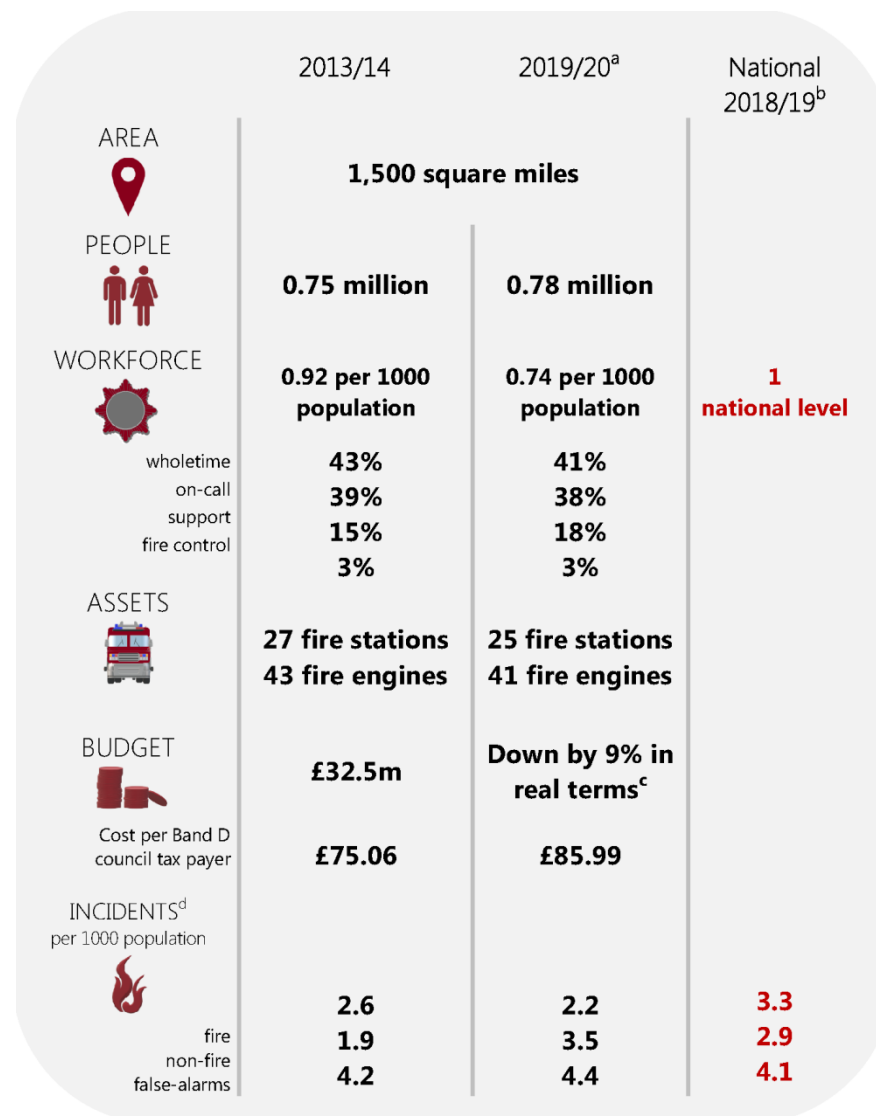 2013/14 2019/20a National
2018/19b
AREA
1,500 square miles
PEOPLE
0.75 million 0.78 million
WORKFORCE
0.92 per 1000 0.74 per 1000 1
population population national level
wholetime 43% 41%
on-call 39% 38%
support 15% 18%
fire control 3% 3%
ASSETS
27 fire stations 25 fire stations
43 fire engines 41 fire engines
BUDGET
£32.5m Down by 9% in
real termsc
Cost per Band D
council tax payer £75.06 £85.99
INCIDENTSd
per 1000 population
2.6 2.2 3.3
fire 1.9 3.5 2.9
non-fire
false-alarms 4.2 4.4 4.1